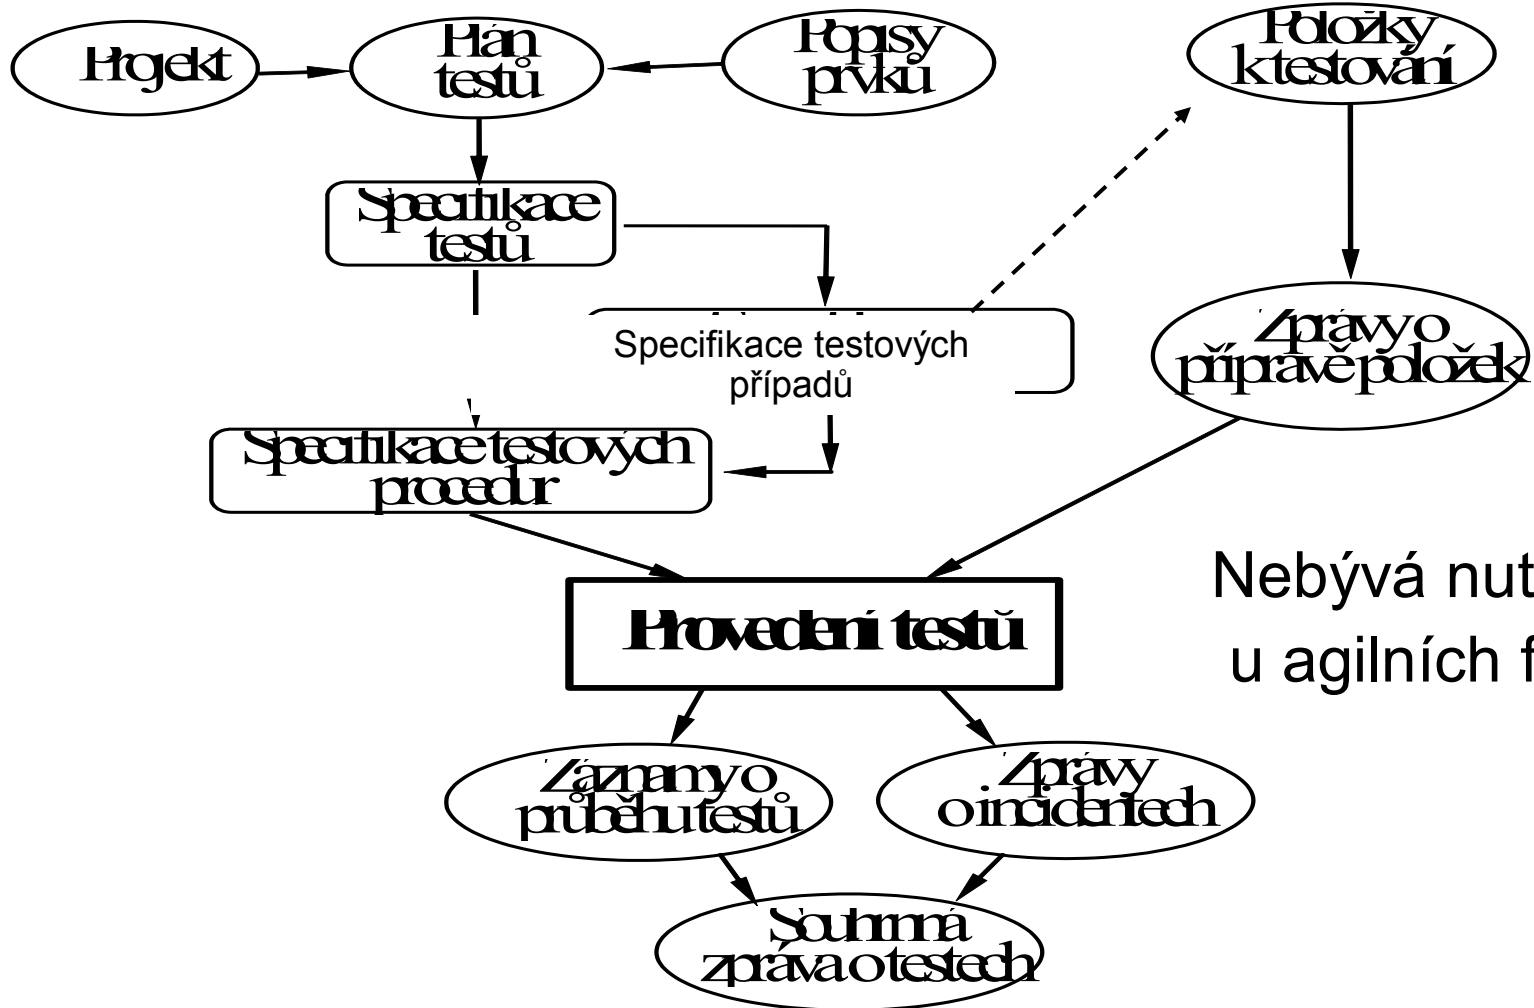 Projekt
Plán
testů
Popisy
prvků
Položky
k testování
Specifikace
testů
Specifikace testových
případů
Zprávy o
přípravě položek
Specifikace testových
procedur
Nebývá nut
u agilních f
Provedení testů
Záznamy o
průběhu testů
Zprávy
o incidentech
Souhrnná
zpráva o testech